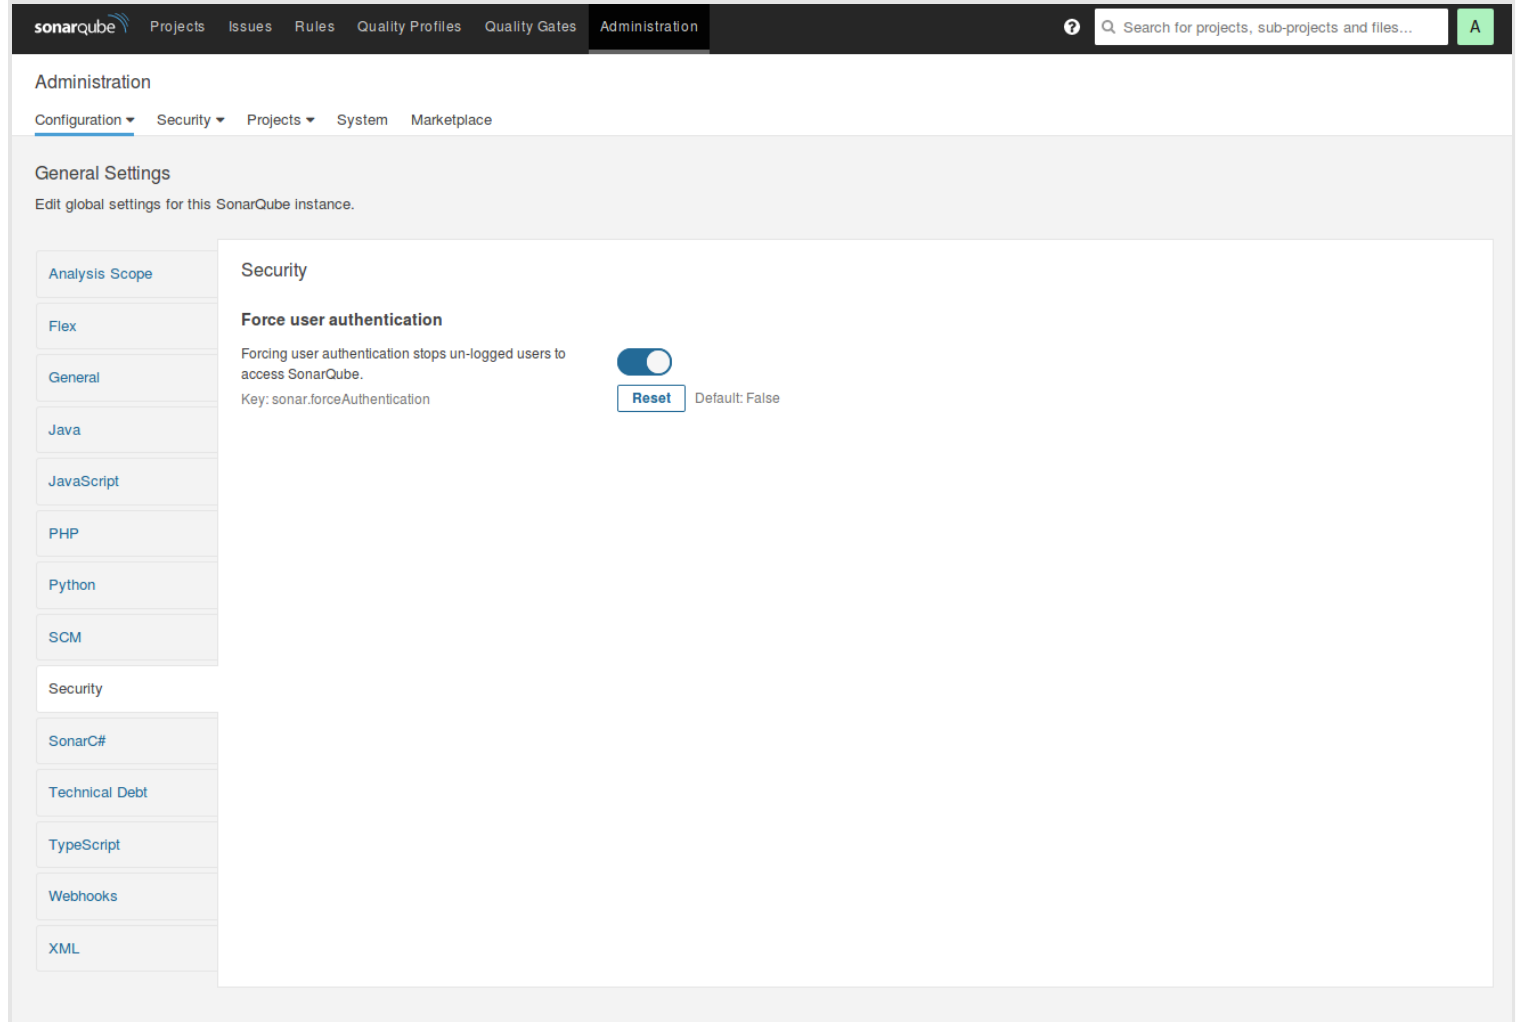 sonarqube Projects Issues Rules Quality Profiles Quality Gates Administration ? Search for projects, sub-projects and files... A
Administration
Configuration Security Projects System Marketplace
General Settings
Edit global settings for this SonarQube instance.
Analysis Scope
Flex
General
Java
JavaScript
PHP
Python
SCM
Security
SonarC#
Technical Debt
TypeScript
Webhooks
XML
Security
Force user authentication
Forcing user authentication stops un-logged users to
access SonarQube.
Key: sonar.forceAuthentication
Reset Default: False